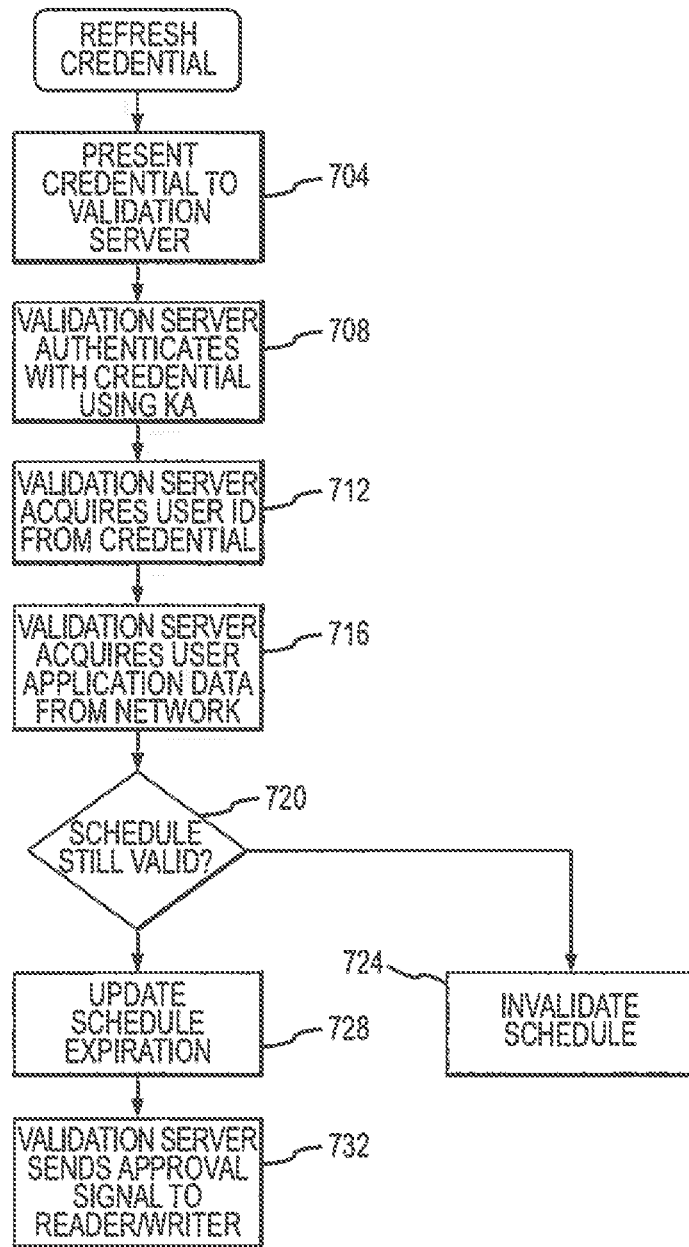 REFRESH
CREDENTIAL
PRESENT
CREDENTIAL TO
VALIDATION
SERVER
704
VALIDATION SERVER
AUTHENTICATES
WITH CREDENTIAL
USING KA
708
VALIDATION SERVER
ACQUIRES USER ID
FROM CREDENTIAL
712
VALIDATION SERVER
ACQUIRES USER
APPLICATION DATA
FROM NETWORK
716
SCHEDULE
STILL VALID?
720
UPDATE
SCHEDULE
EXPIRATION
728
724
INVALIDATE
SCHEDULE
VALIDATION SERVER
SENDS APPROVAL
SIGNAL TO
READER/WRITER
732